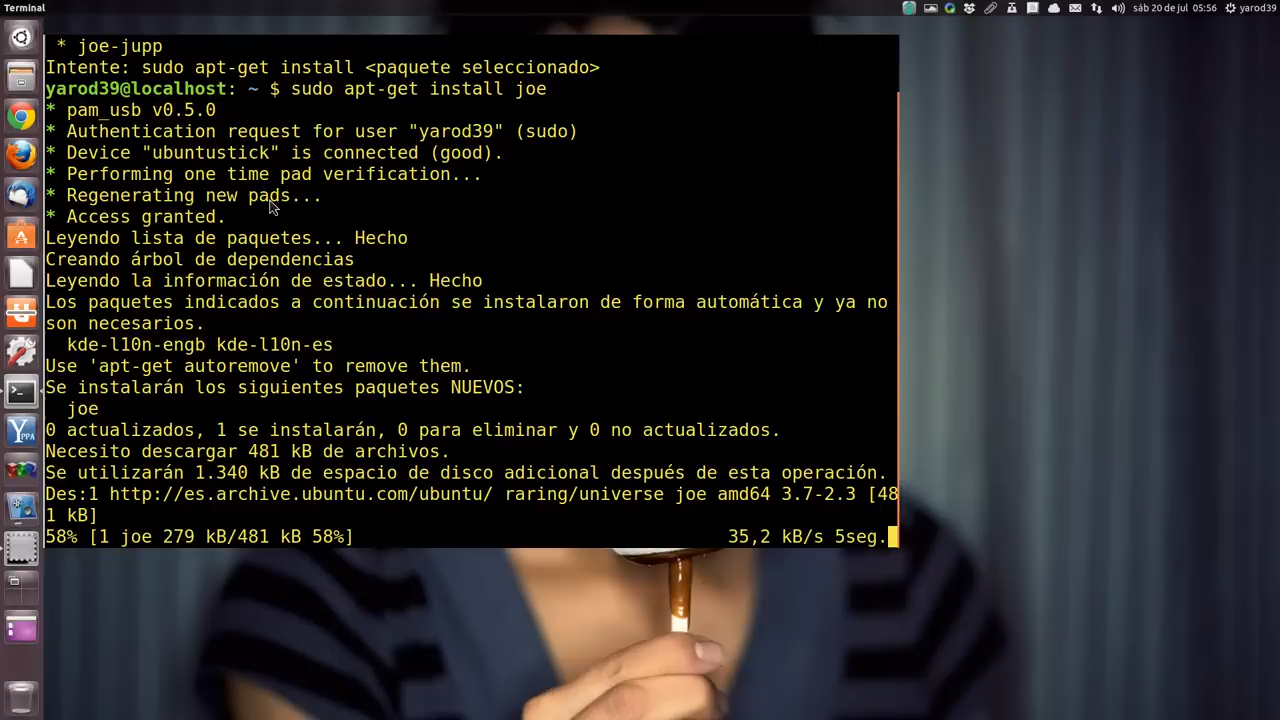 Terminal
sáb 20 de jul 05:56 yarod39
* joe-jupp
Intente: sudo apt-get install <paquete seleccionado>
yarod39@localhost: ~ $ sudo apt-get install joe
* pam_usb v0.5.0
* Authentication request for user "yarod39" (sudo)
* Device "ubuntustick" is connected (good).
* Performing one time pad verification...
* Regenerating new pads...
* Access granted.
Leyendo lista de paquetes... Hecho
Creando árbol de dependencias
Leyendo la información de estado... Hecho
Los paquetes indicados a continuación se instalaron de forma automática y ya no
son necesarios.
kde-l10n-engb kde-l10n-es
Use 'apt-get autoremove' to remove them.
Se instalarán los siguientes paquetes NUEVOS:
joe
0 actualizados, 1 se instalarán, 0 para eliminar y 0 no actualizados.
Necesito descargar 481 kB de archivos.
Se utilizarán 1.340 kB de espacio de disco adicional después de esta operación.
Des:1 http://es.archive.ubuntu.com/ubuntu/ raring/universe joe amd64 3.7-2.3 [48
1 kB]
58% [1 joe 279 kB/481 kB 58%] 35,2 kB/s 5seg.
YPPA